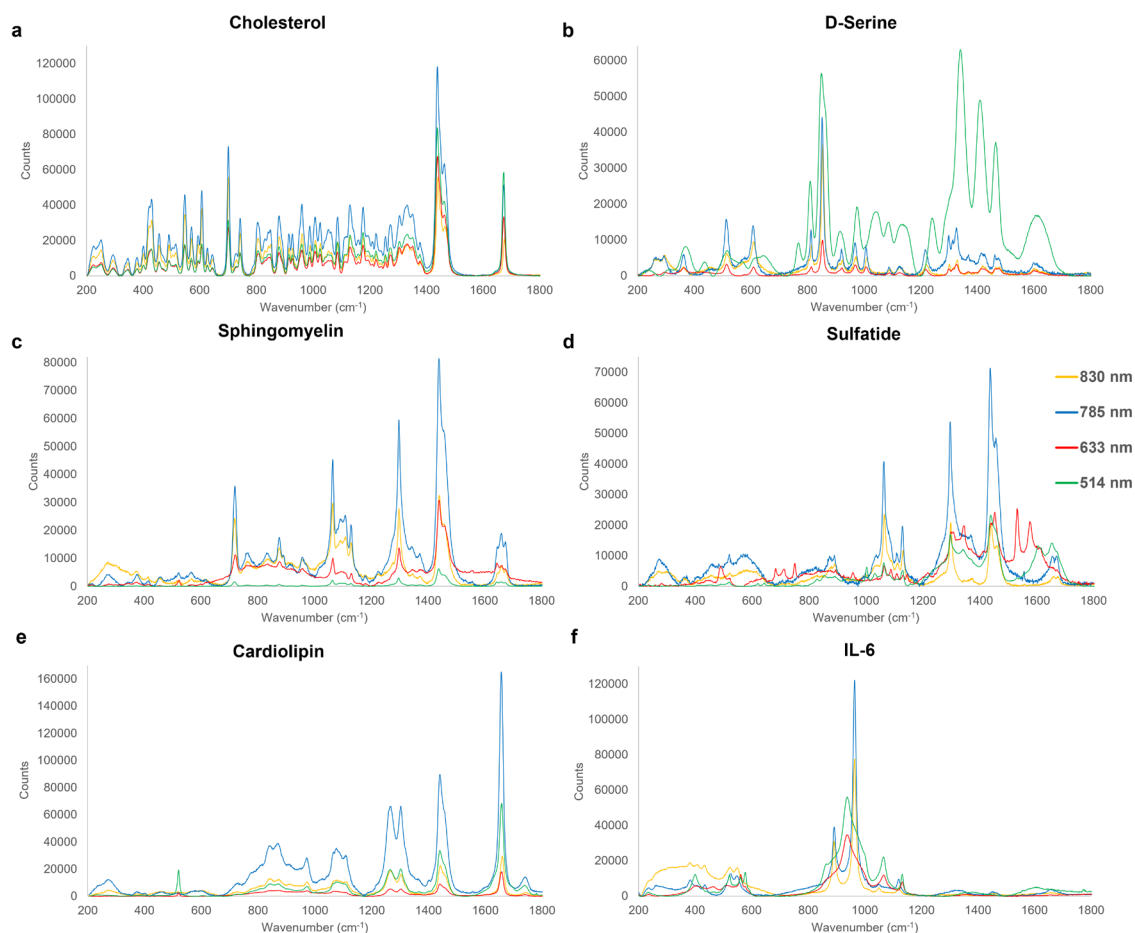 a
Cholesterol
120000
100000
80000
60000
40000
20000
0
Counts
200 400 600 800 1000 1200 1400 1600 1800
Wavenumber (cm⁻¹)
b
D-Serine
60000
50000
40000
30000
20000
10000
0
Counts
200 400 600 800 1000 1200 1400 1600 1800
Wavenumber (cm⁻¹)
c
Sphingomyelin
80000
70000
60000
50000
40000
30000
20000
10000
0
Counts
200 400 600 800 1000 1200 1400 1600 1800
Wavenumber (cm⁻¹)
d
Sulfatide
70000
60000
50000
40000
30000
20000
10000
0
Counts
200 400 600 800 1000 1200 1400 1600 1800
Wavenumber (cm⁻¹)
830 nm
785 nm
633 nm
514 nm
e
Cardiolipin
160000
140000
120000
100000
80000
60000
40000
20000
0
Counts
200 400 600 800 1000 1200 1400 1600 1800
Wavenumber (cm⁻¹)
f
IL-6
120000
100000
80000
60000
40000
20000
0
Counts
200 400 600 800 1000 1200 1400 1600 1800
Wavenumber (cm⁻¹)